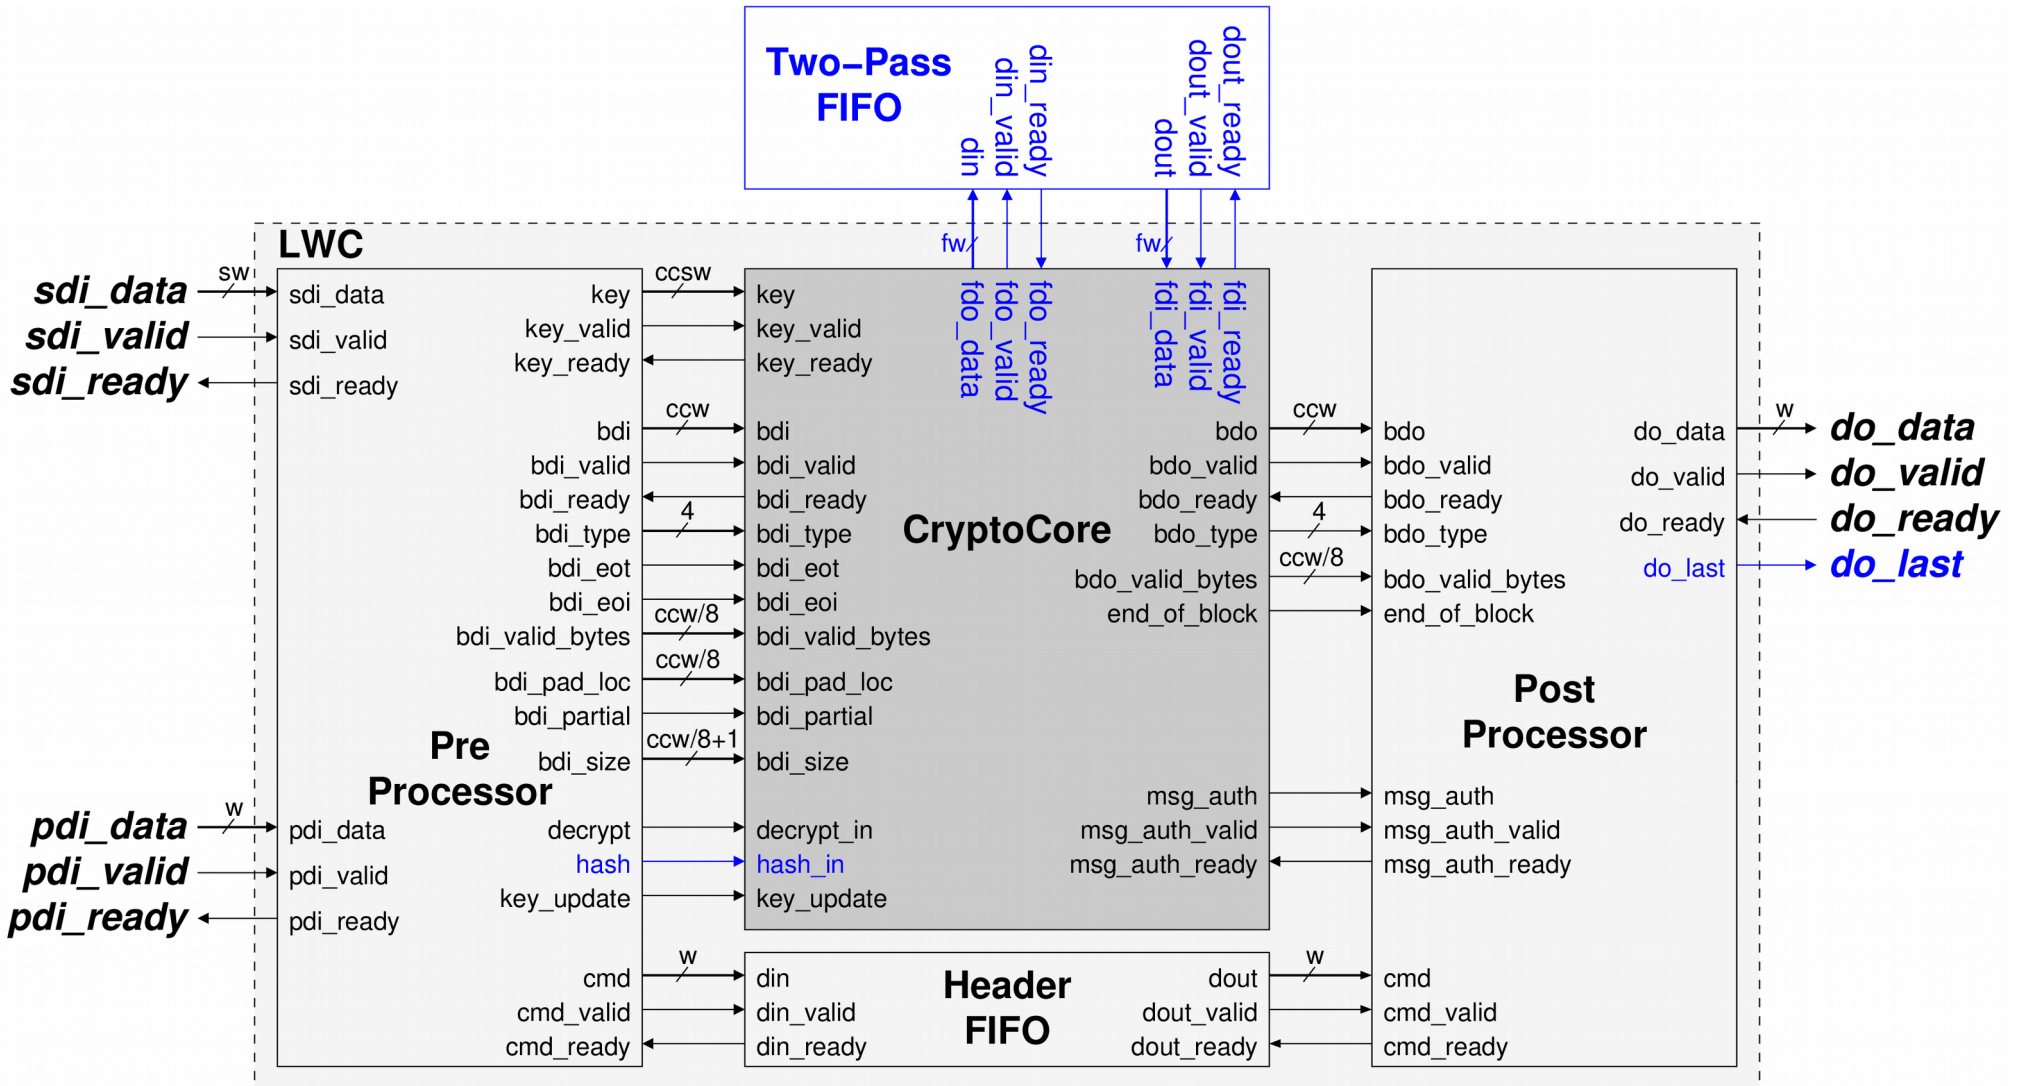 Two–Pass
FIFO
din
din_valid
din_ready
dout
dout_valid
dout_ready
fw
fw
LWC
sdi_data
sdi_valid
sdi_ready
sw
sdi_data
sdi_valid
sdi_ready
pdi_data
pdi_valid
pdi_ready
w
pdi_data
pdi_valid
pdi_ready
Pre
Processor
key
key_valid
key_ready
bdi
bdi_valid
bdi_ready
bdi_type
bdi_eot
bdi_eoi
bdi_valid_bytes
bdi_pad_loc
bdi_partial
bdi_size
decrypt
hash
key_update
cmd
cmd_valid
cmd_ready
ccsw
ccw
4
ccw/8
ccw/8
ccw/8+1
w
fdo_data
fdo_valid
fdo_ready
fdi_data
fdi_valid
fdi_ready
key
key_valid
key_ready
bdi
bdi_valid
bdi_ready
bdi_type
bdi_eot
bdi_eoi
bdi_valid_bytes
bdi_pad_loc
bdi_partial
bdi_size
decrypt_in
hash_in
key_update
CryptoCore
bdo
bdo_valid
bdo_ready
bdo_type
bdo_valid_bytes
end_of_block
msg_auth
msg_auth_valid
msg_auth_ready
din
din_valid
din_ready
Header
FIFO
dout
dout_valid
dout_ready
ccw
4
ccw/8
w
bdo
bdo_valid
bdo_ready
bdo_type
bdo_valid_bytes
end_of_block
Post
Processor
msg_auth
msg_auth_valid
msg_auth_ready
cmd
cmd_valid
cmd_ready
do_data
do_valid
do_ready
do_last
w
do_data
do_valid
do_ready
do_last